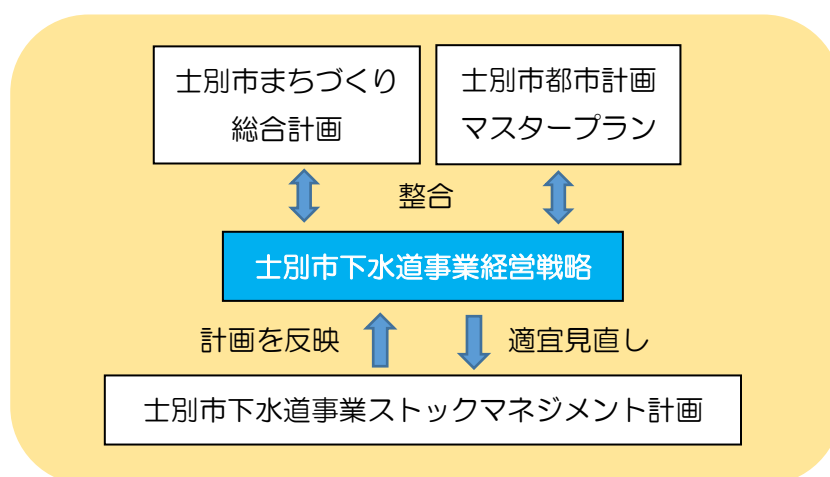 士別市まちづくり
総合計画
士別市都市計画
マスタープラン
整合
士別市下水道事業経営戦略
計画を反映
適宜見直し
士別市下水道事業ストックマネジメント計画